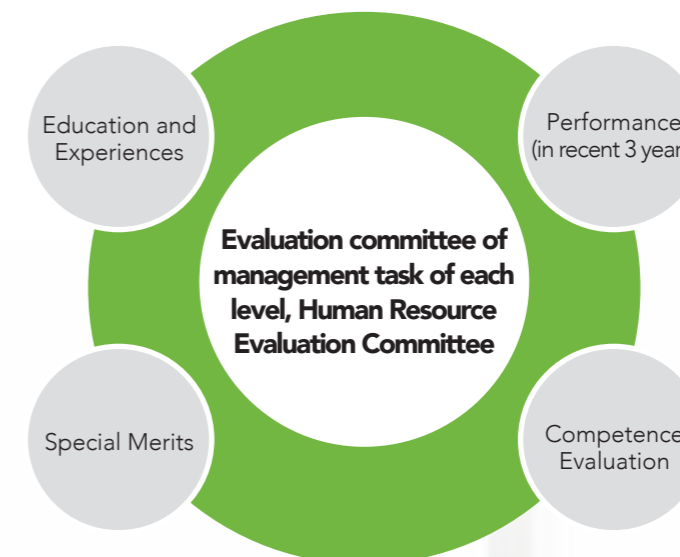 Education and
Experiences
Performance
(in recent 3 year
Evaluation committee of
management task of each
level, Human Resource
Evaluation Committee
Special Merits
Competence
Evaluation